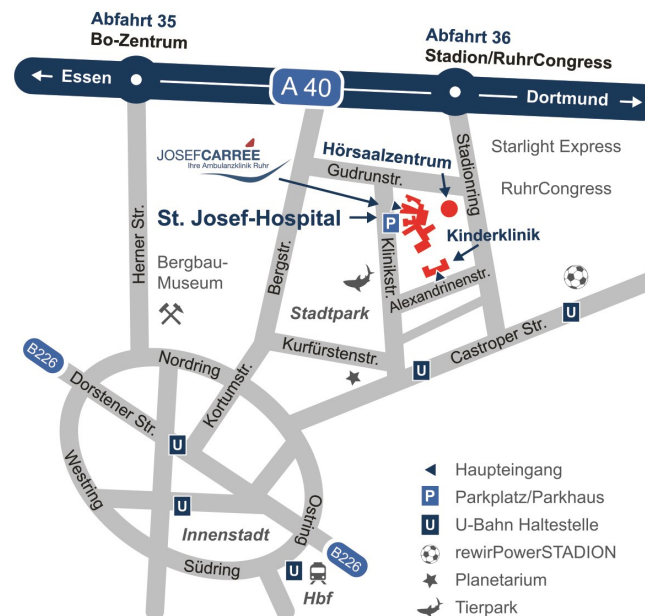 Abfahrt 35
Bo-Zentrum
Abfahrt 36
Stadion/RuhrCongress
Essen
A 40
Dortmund
JOSEFCARRÉE
Ihre Ambulanzklinik Ruhr
Hörsaalzentrum
Gudrunstr.
Stadionring
Starlight Express
RuhrCongress
St. Josef-Hospital
P
Kinderklinik
Herner Str.
Bergbau-
Museum
Bergstr.
Klinikstr.
Alexandrinenstr.
Stadtpark
U
Castroper Str.
Kurfürstenstr.
U
B226
Nordring
Dorstener Str.
Kortumstr.
U
Westring
U
Innenstadt
Ostring
B226
Südring
U
Hbf
Haupteingang
P Parkplatz/Parkhaus
U U-Bahn Haltestelle
rewirPowerSTADION
Planetarium
Tierpark